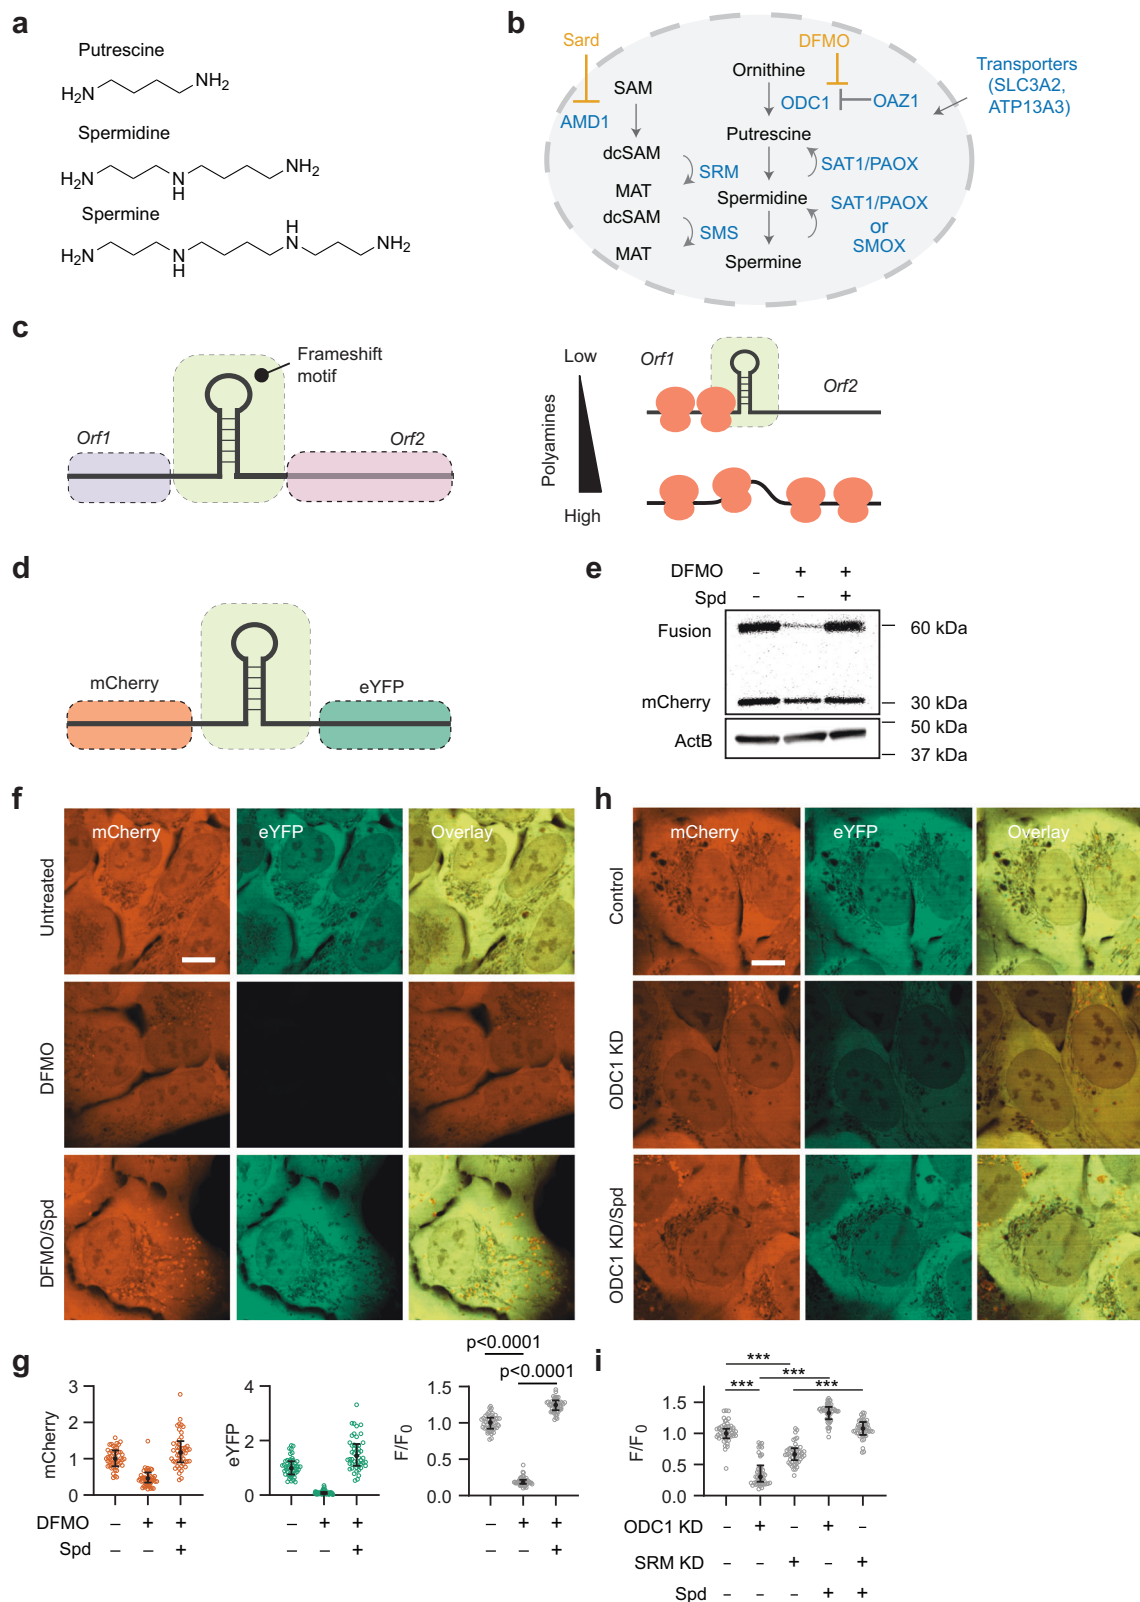 a
Putrescine
H2N
NH2
Spermidine
H2N
N
H
NH2
Spermine
H2N
N
H
H
N
NH2
b
Sard
DFMO
SAM
Ornithine
Transporters
(SLC3A2,
ATP13A3)
AMD1
ODC1
OAZ1
Putrescine
dcSAM
SRM
SAT1/PAOX
MAT
Spermidine
SAT1/PAOX
or
SMOX
dcSAM
SMS
MAT
Spermine
c
Frameshift
motif
Orf1
Orf2
Low
Polyamines
High
Orf1
Orf2
d
mCherry
eYFP
e
DFMO – + +
Spd – – +
Fusion
60 kDa
mCherry
30 kDa
50 kDa
ActB
37 kDa
f
mCherry
eYFP
Overlay
Untreated
DFMO
DFMO/Spd
h
mCherry
eYFP
Overlay
Control
ODC1 KD
ODC1 KD/Spd
g
mCherry
3
2
1
0
eYFP
4
2
0
p<0.0001
p<0.0001
F/F0
1.5
1.0
0.5
0.0
DFMO – + + – + + – + +
Spd – – + – – + – – +
i
*** ***
*** ***
F/F0
1.5
1.0
0.5
0.0
ODC1 KD – + – + –
SRM KD – – + – +
Spd – – – + +